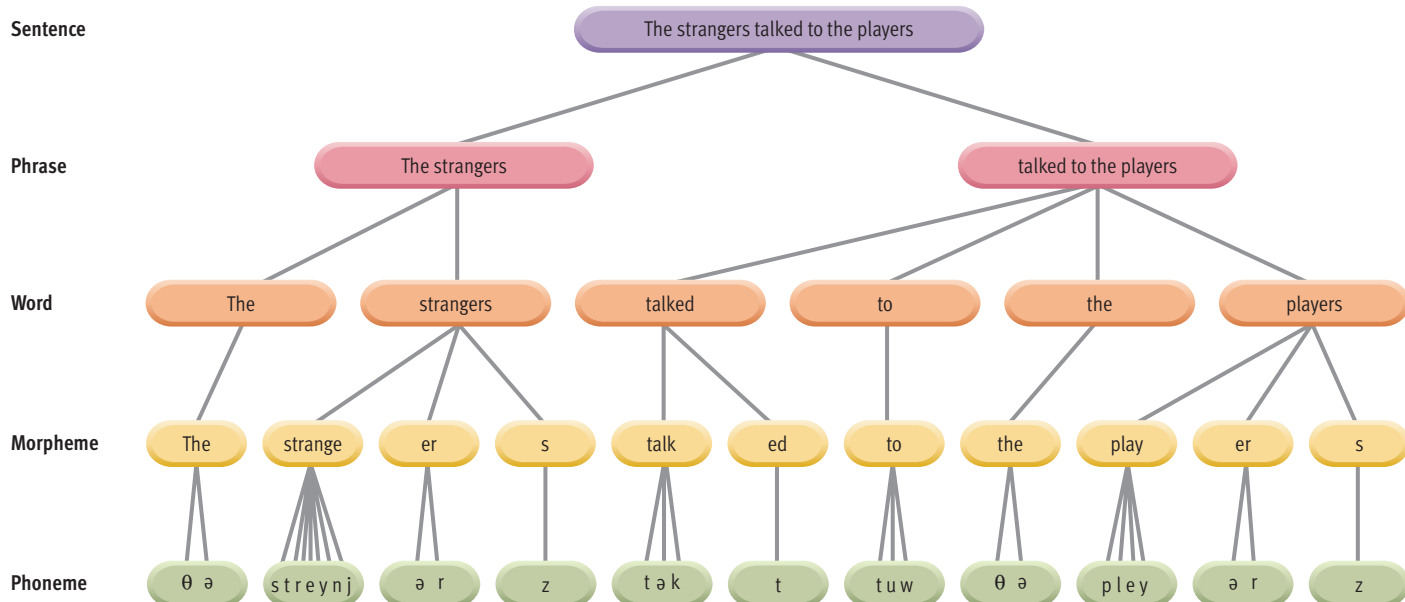 Sentence The strangers talked to the players
Phrase The strangers talked to the players
Word The strangers talked to the players
Morpheme The strange er s talk ed to the play er s
Phoneme θ ə s t r e y n j ə r z t ə k t t u w θ ə p l e y ə r z